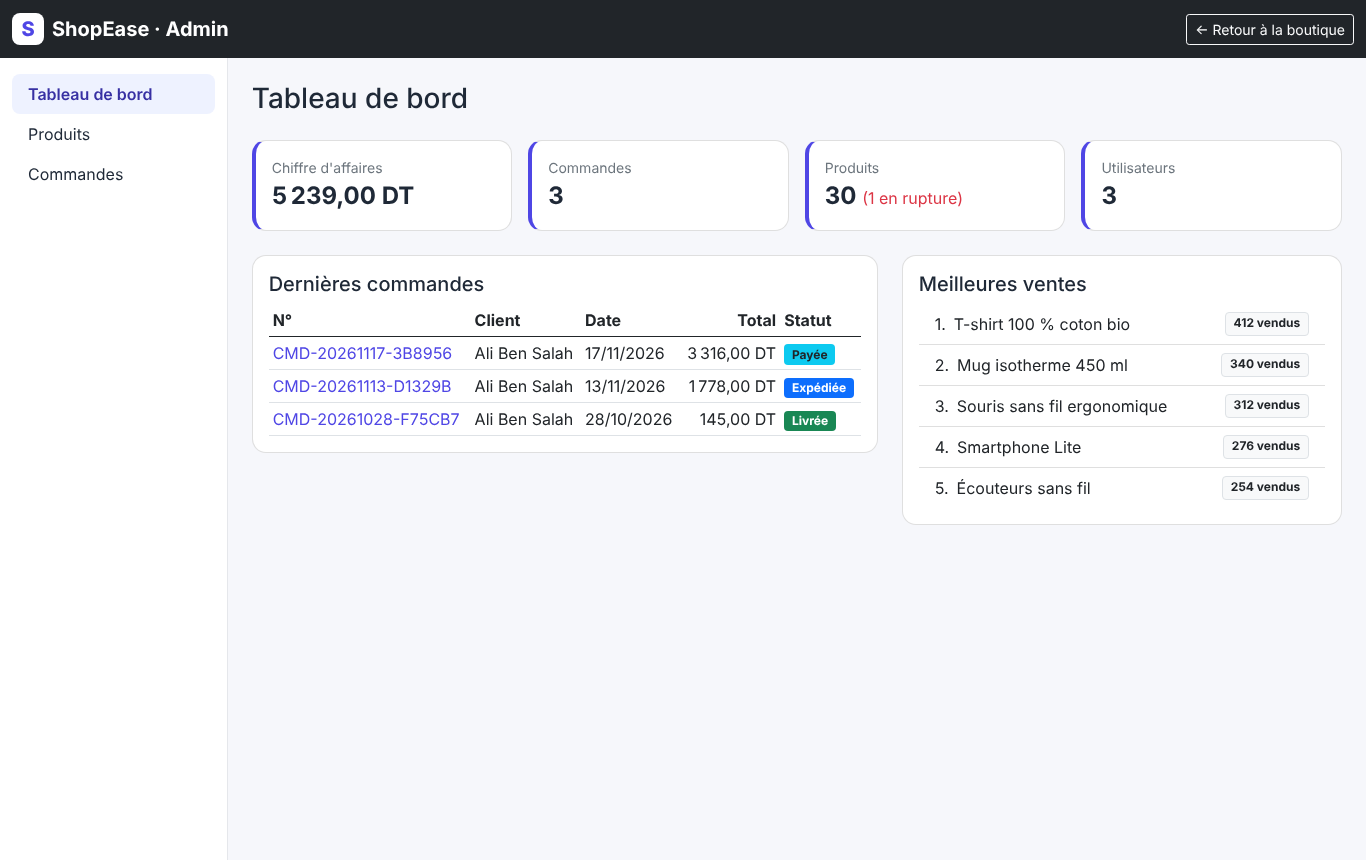 S ShopEase · Admin
← Retour à la boutique
Tableau de bord
Produits
Commandes
Tableau de bord
Chiffre d'affaires
5 239,00 DT
Commandes
3
Produits
30 (1 en rupture)
Utilisateurs
3
Dernières commandes
N° Client Date Total Statut
CMD-20261117-3B8956 Ali Ben Salah 17/11/2026 3 316,00 DT Payée
CMD-20261113-D1329B Ali Ben Salah 13/11/2026 1 778,00 DT Expédiée
CMD-20261028-F75CB7 Ali Ben Salah 28/10/2026 145,00 DT Livrée
Meilleures ventes
1. T-shirt 100 % coton bio 412 vendus
2. Mug isotherme 450 ml 340 vendus
3. Souris sans fil ergonomique 312 vendus
4. Smartphone Lite 276 vendus
5. Écouteurs sans fil 254 vendus